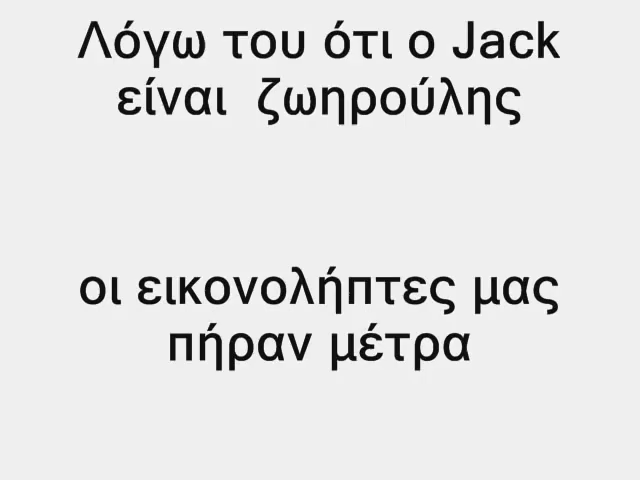 Λόγω του ότι ο Jack
είναι ζωηρούλης
οι εικονολήπτες μας
πήραν μέτρα